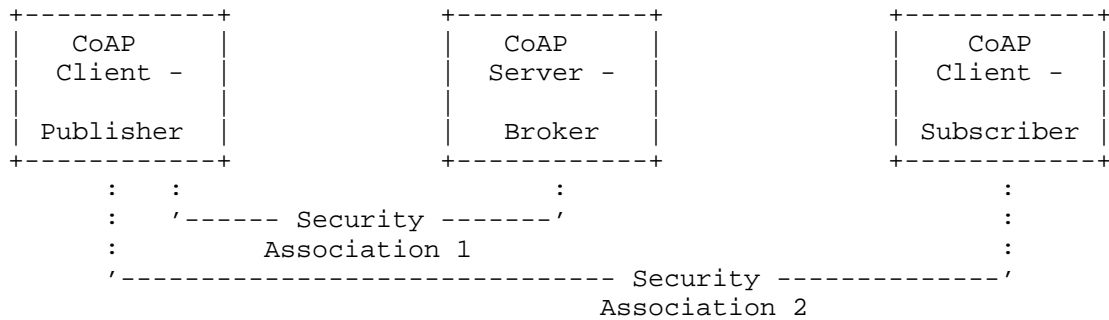 +------------+ +------------+ +------------+
| CoAP | | CoAP | | CoAP |
| Client - | | Server - | | Client - |
| | | | | |
| Publisher | | Broker | | Subscriber |
+------------+ +------------+ +------------+
: : : :
: '------ Security -------' :
: Association 1 :
'------------------------------ Security --------------'
Association 2